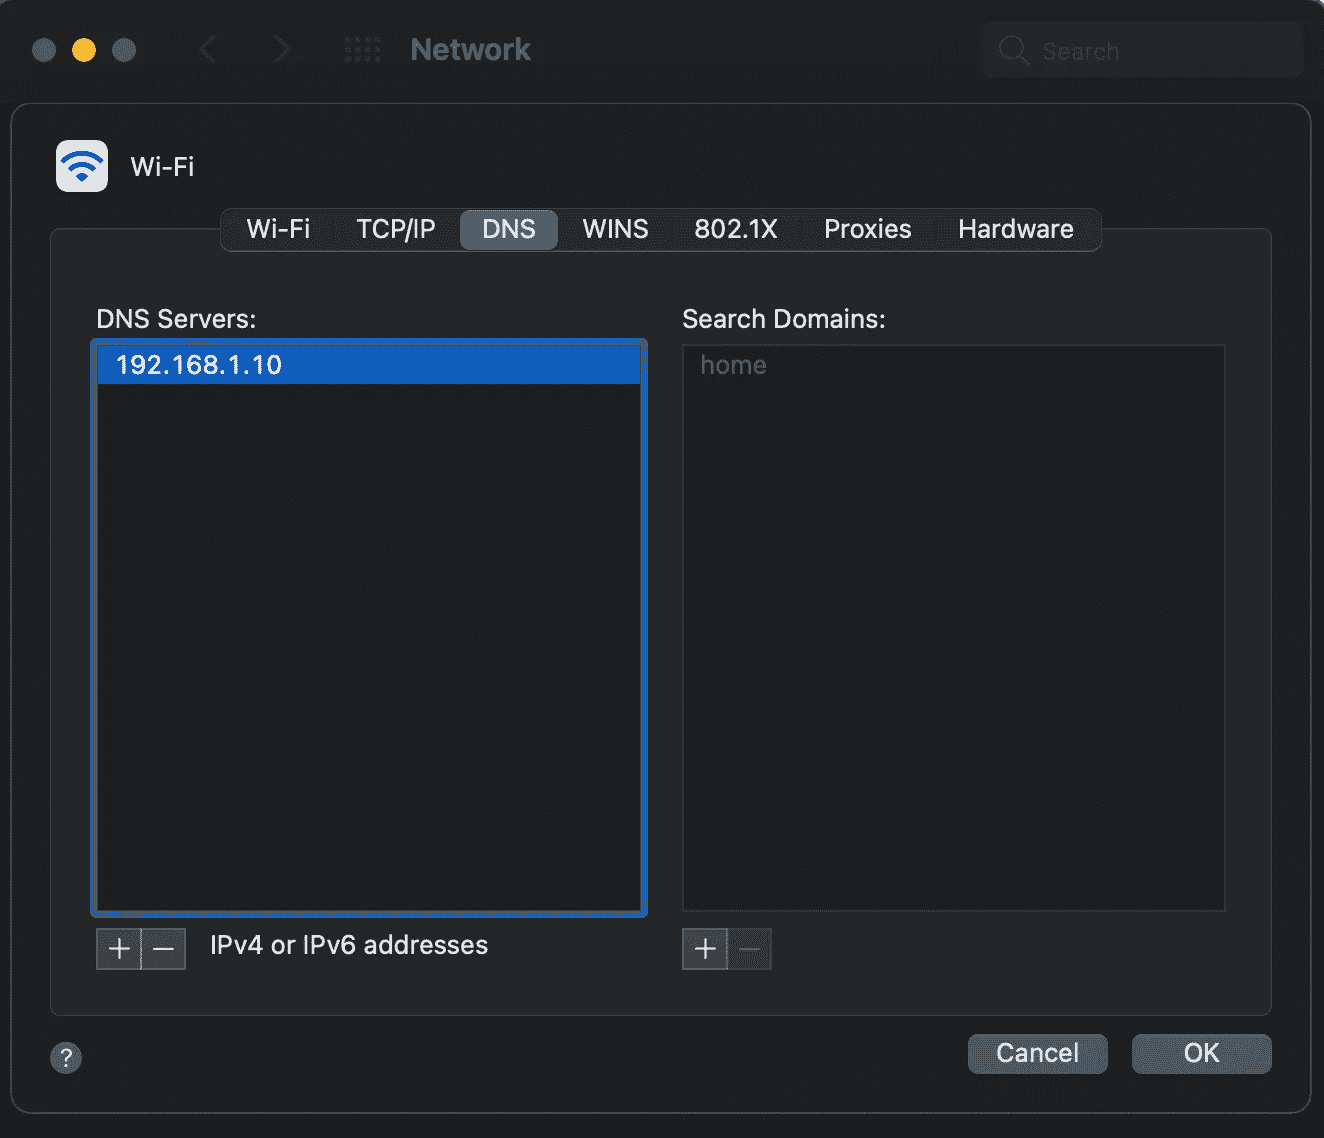 Network
Search
Wi-Fi
Wi-Fi TCP/IP DNS WINS 802.1X Proxies Hardware
DNS Servers:
192.168.1.10
IPv4 or IPv6 addresses
Search Domains:
home
?
Cancel OK